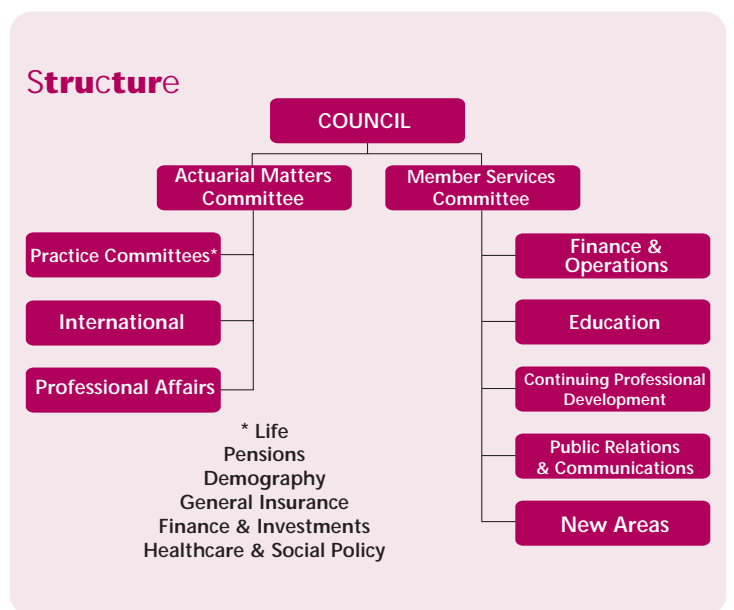 Structure
COUNCIL
Actuarial Matters
Committee
Member Services
Committee
Practice Committees*
International
Professional Affairs
Finance &
Operations
Education
Continuing Professional
Development
Public Relations
& Communications
New Areas
* Life
Pensions
Demography
General Insurance
Finance & Investments
Healthcare & Social Policy